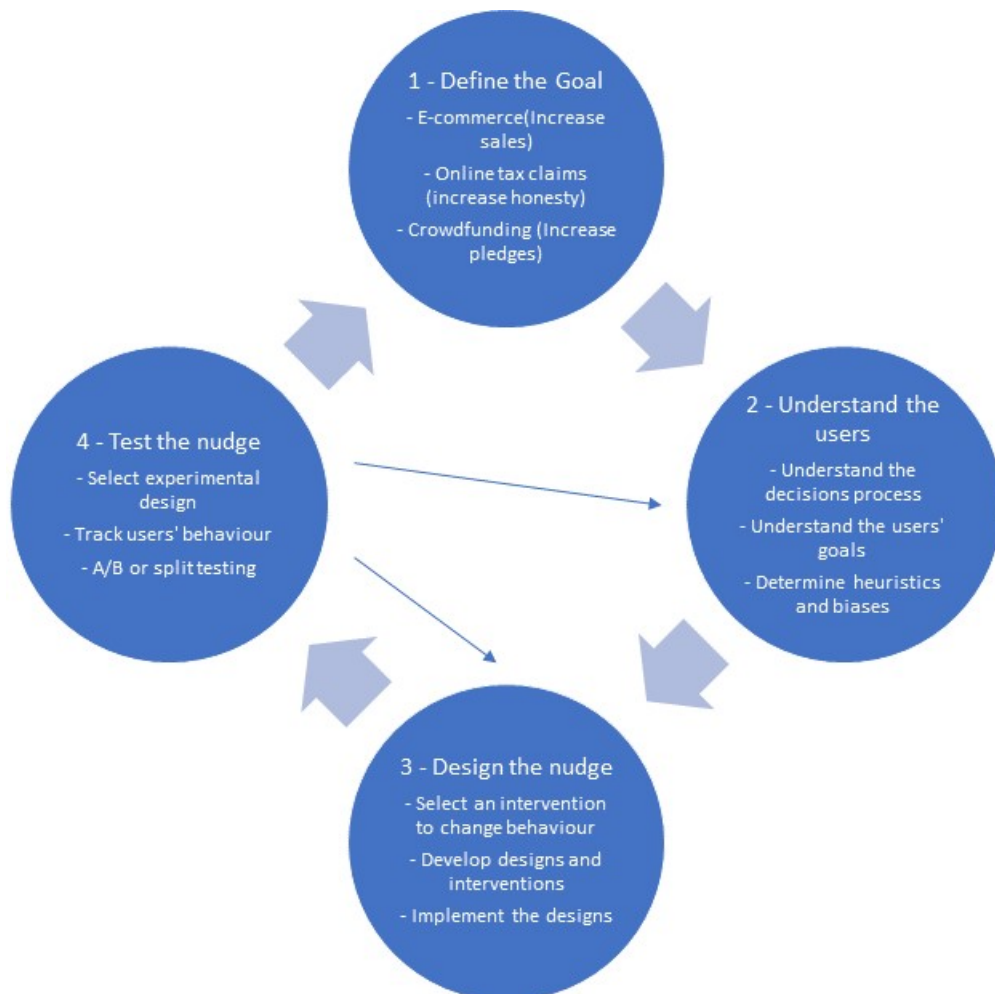 1 - Define the Goal
- E-commerce(Increase
sales)
- Online tax claims
(increase honesty)
- Crowdfunding (Increase
pledges)
2 - Understand the
users
- Understand the
decisions process
- Understand the users'
goals
- Determine heuristics
and biases
3 - Design the nudge
- Select an intervention
to change behaviour
- Develop designs and
interventions
- Implement the designs
4 - Test the nudge
- Select experimental
design
- Track users' behaviour
- A/B or split testing